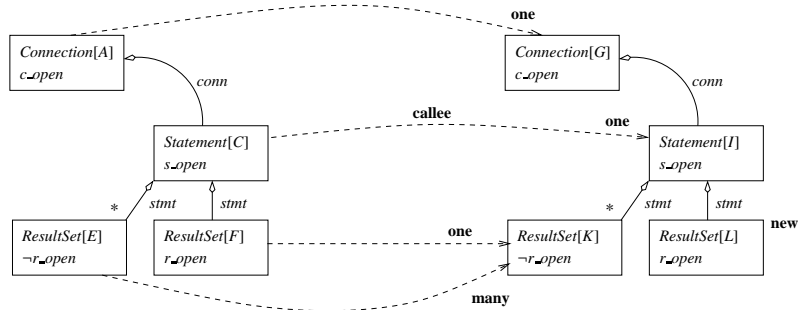 one
Connection[A]
c_open
Connection[G]
c_open
conn
conn
callee
one
Statement[C]
s_open
Statement[I]
s_open
*
stmt
stmt
*
stmt
stmt
new
ResultSet[E]
¬r_open
ResultSet[F]
r_open
one
ResultSet[K]
¬r_open
ResultSet[L]
r_open
many